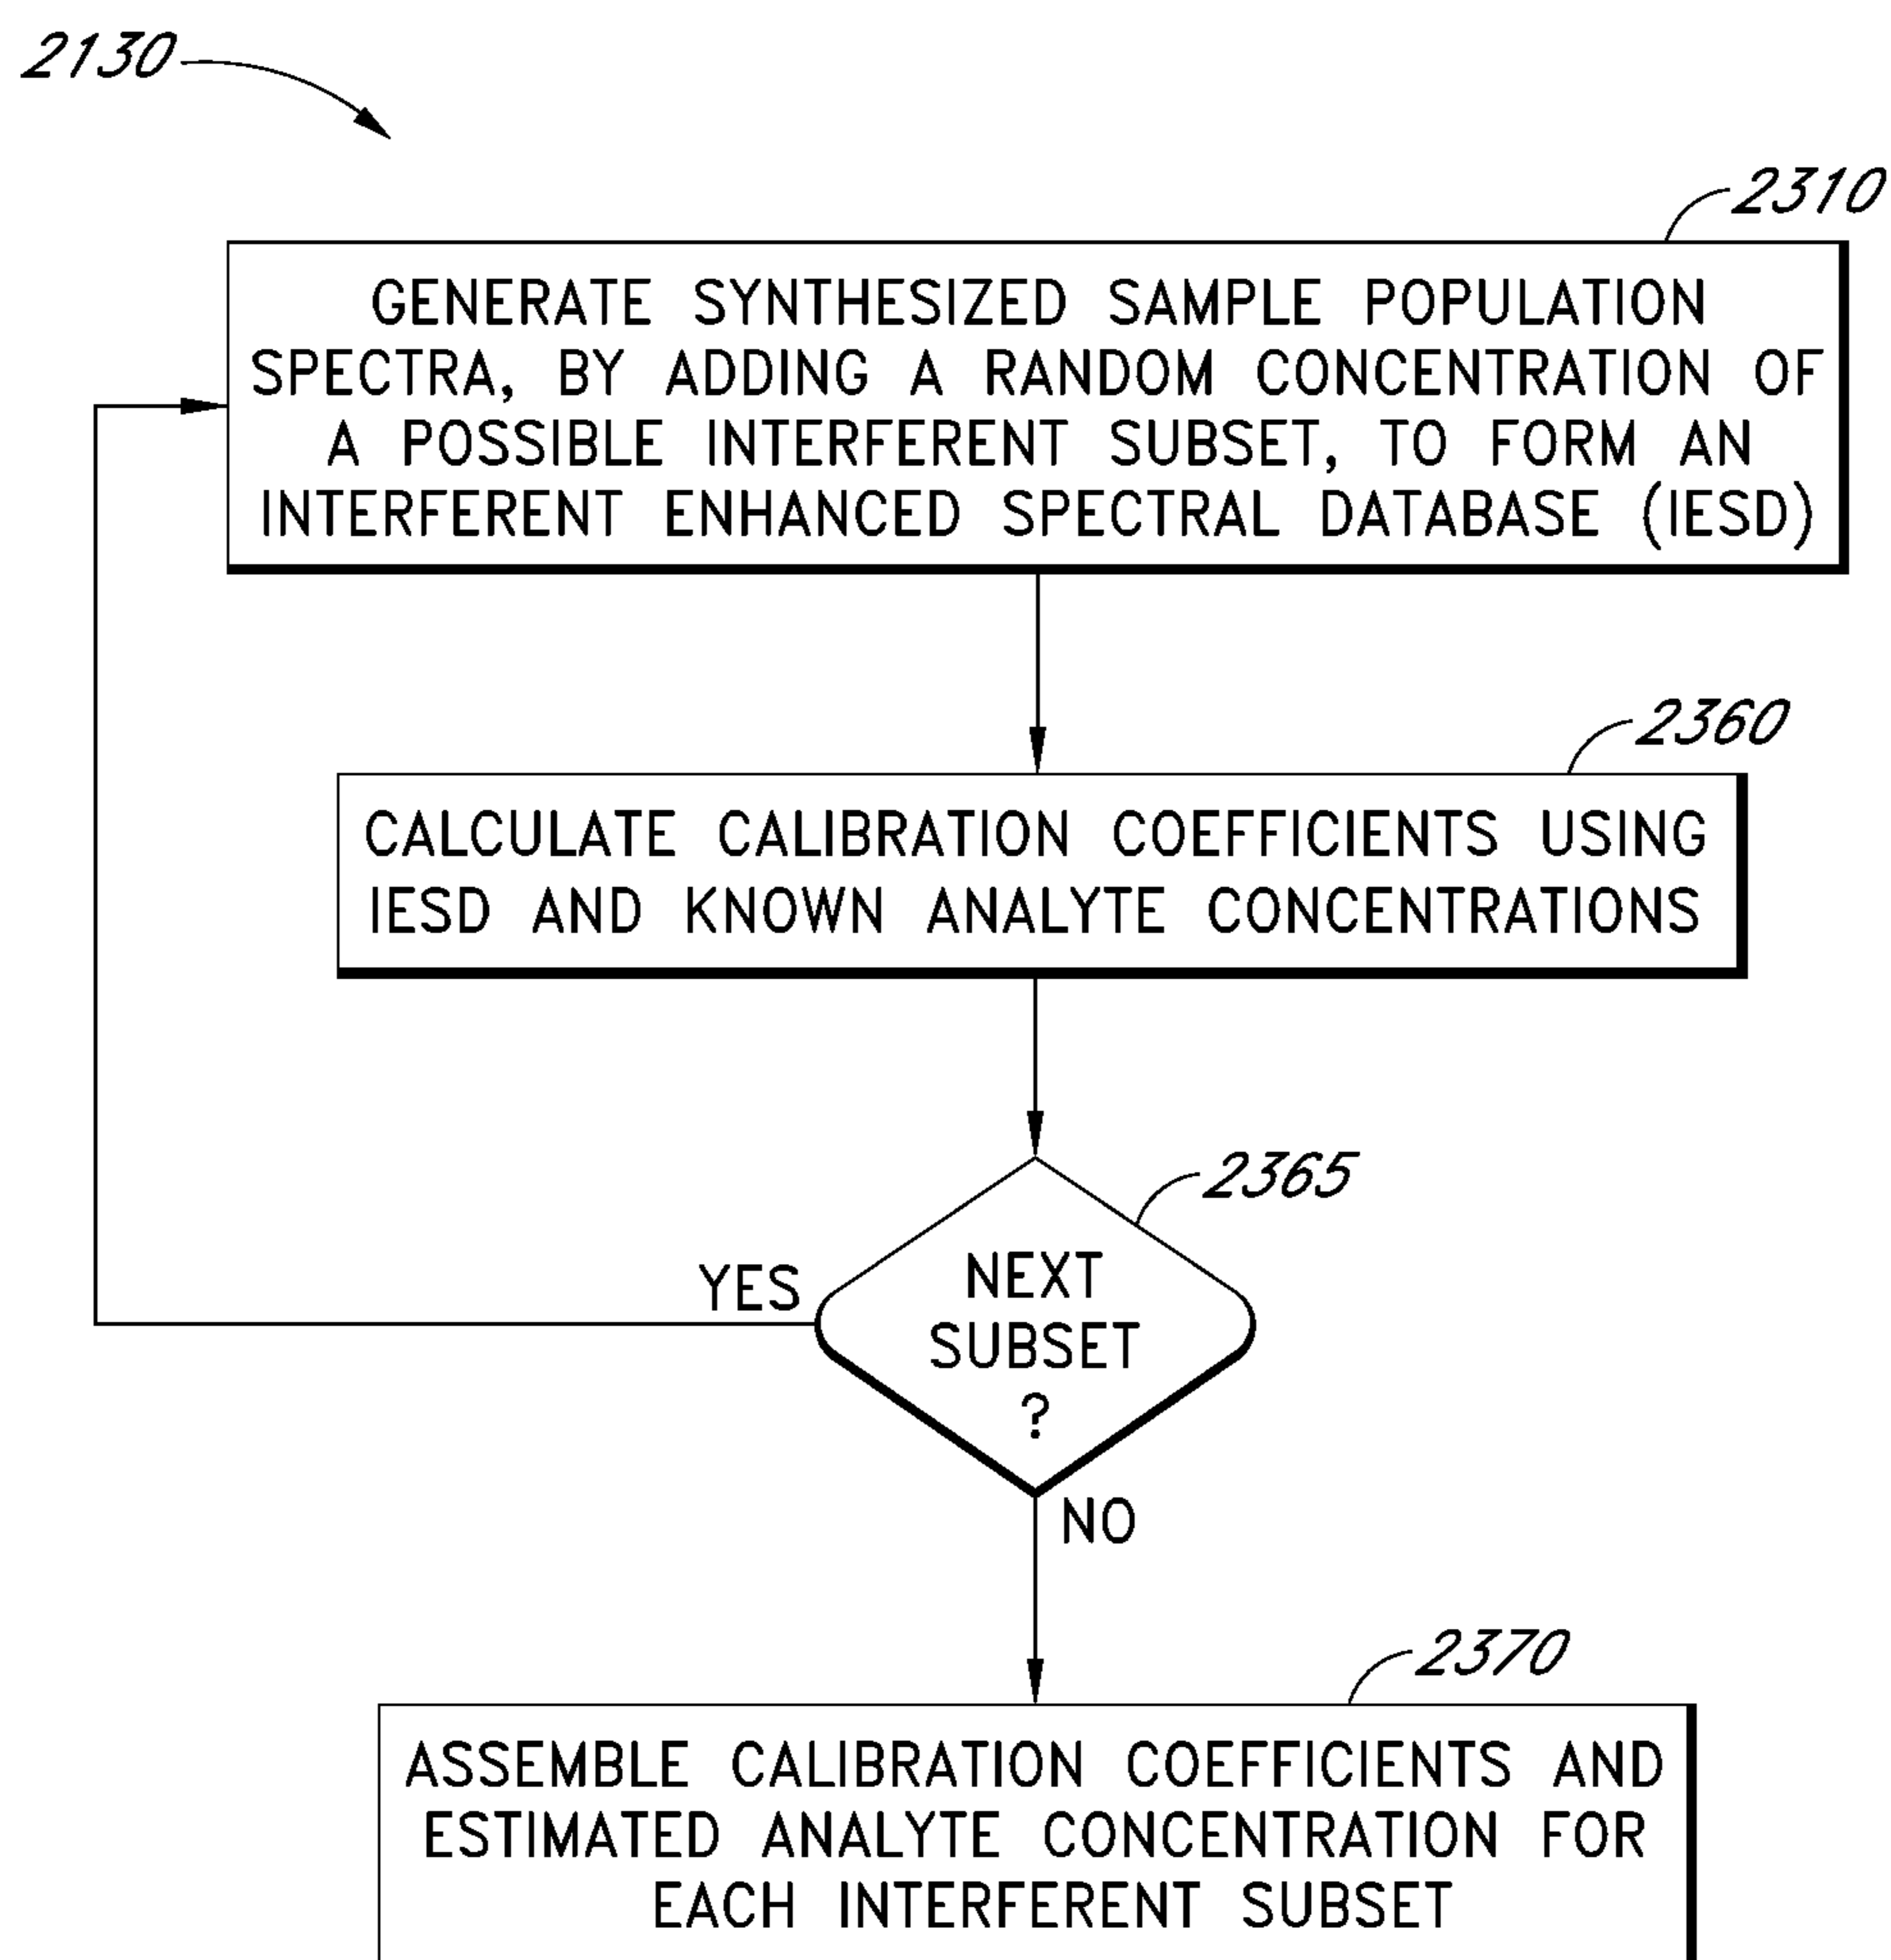 2130
2310
GENERATE SYNTHESIZED SAMPLE POPULATION
SPECTRA, BY ADDING A RANDOM CONCENTRATION OF
A POSSIBLE INTERFERENT SUBSET, TO FORM AN
INTERFERENT ENHANCED SPECTRAL DATABASE (IESD)
2360
CALCULATE CALIBRATION COEFFICIENTS USING
IESD AND KNOWN ANALYTE CONCENTRATIONS
2365
NEXT
SUBSET
?
YES
NO
2370
ASSEMBLE CALIBRATION COEFFICIENTS AND
ESTIMATED ANALYTE CONCENTRATION FOR
EACH INTERFERENT SUBSET